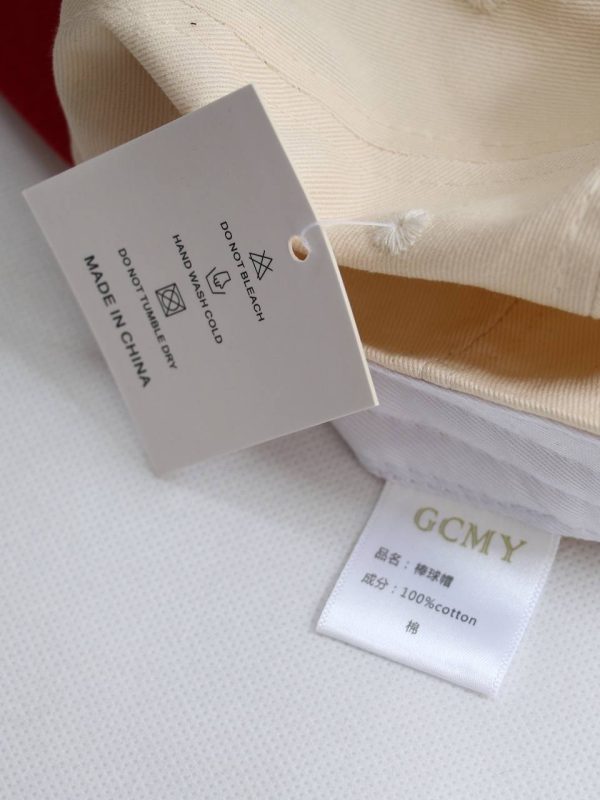 DO NOT BLEACH
HAND WASH COLD
DO NOT TUMBLE DRY
MADE IN CHINA
GCMY
品名：棒球帽
成分：100%cotton
棉